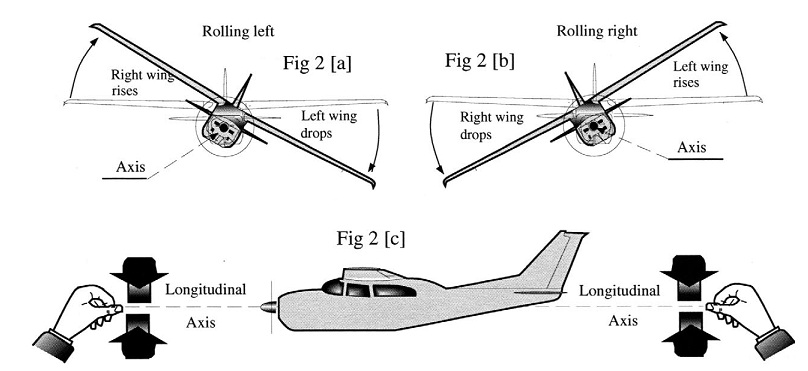 Rolling left
Fig 2 [a]
Right wing
rises
Left wing
drops
Axis
Rolling right
Fig 2 [b]
Left wing
rises
Right wing
drops
Axis
Fig 2 [c]
Longitudinal
Axis
Longitudinal
Axis